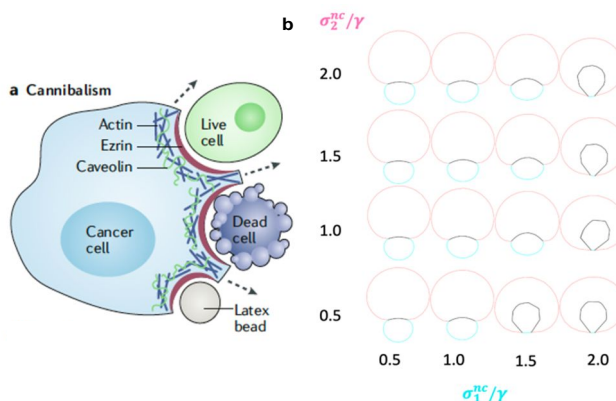 a Cannibalism
Actin
Ezrin
Caveolin
Live
cell
Cancer
cell
Dead
cell
Latex
bead
b
σ₂ⁿᶜ/γ
2.0
1.5
1.0
0.5
0.5 1.0 1.5 2.0
σ₁ⁿᶜ/γ